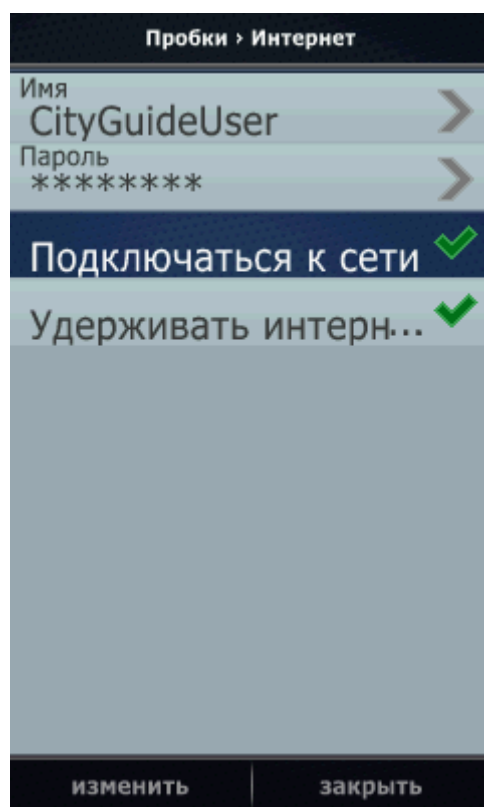 Пробки › Интернет
Имя
CityGuideUser
Пароль
********
Подключаться к сети
Удерживать интерн...
изменить закрыть